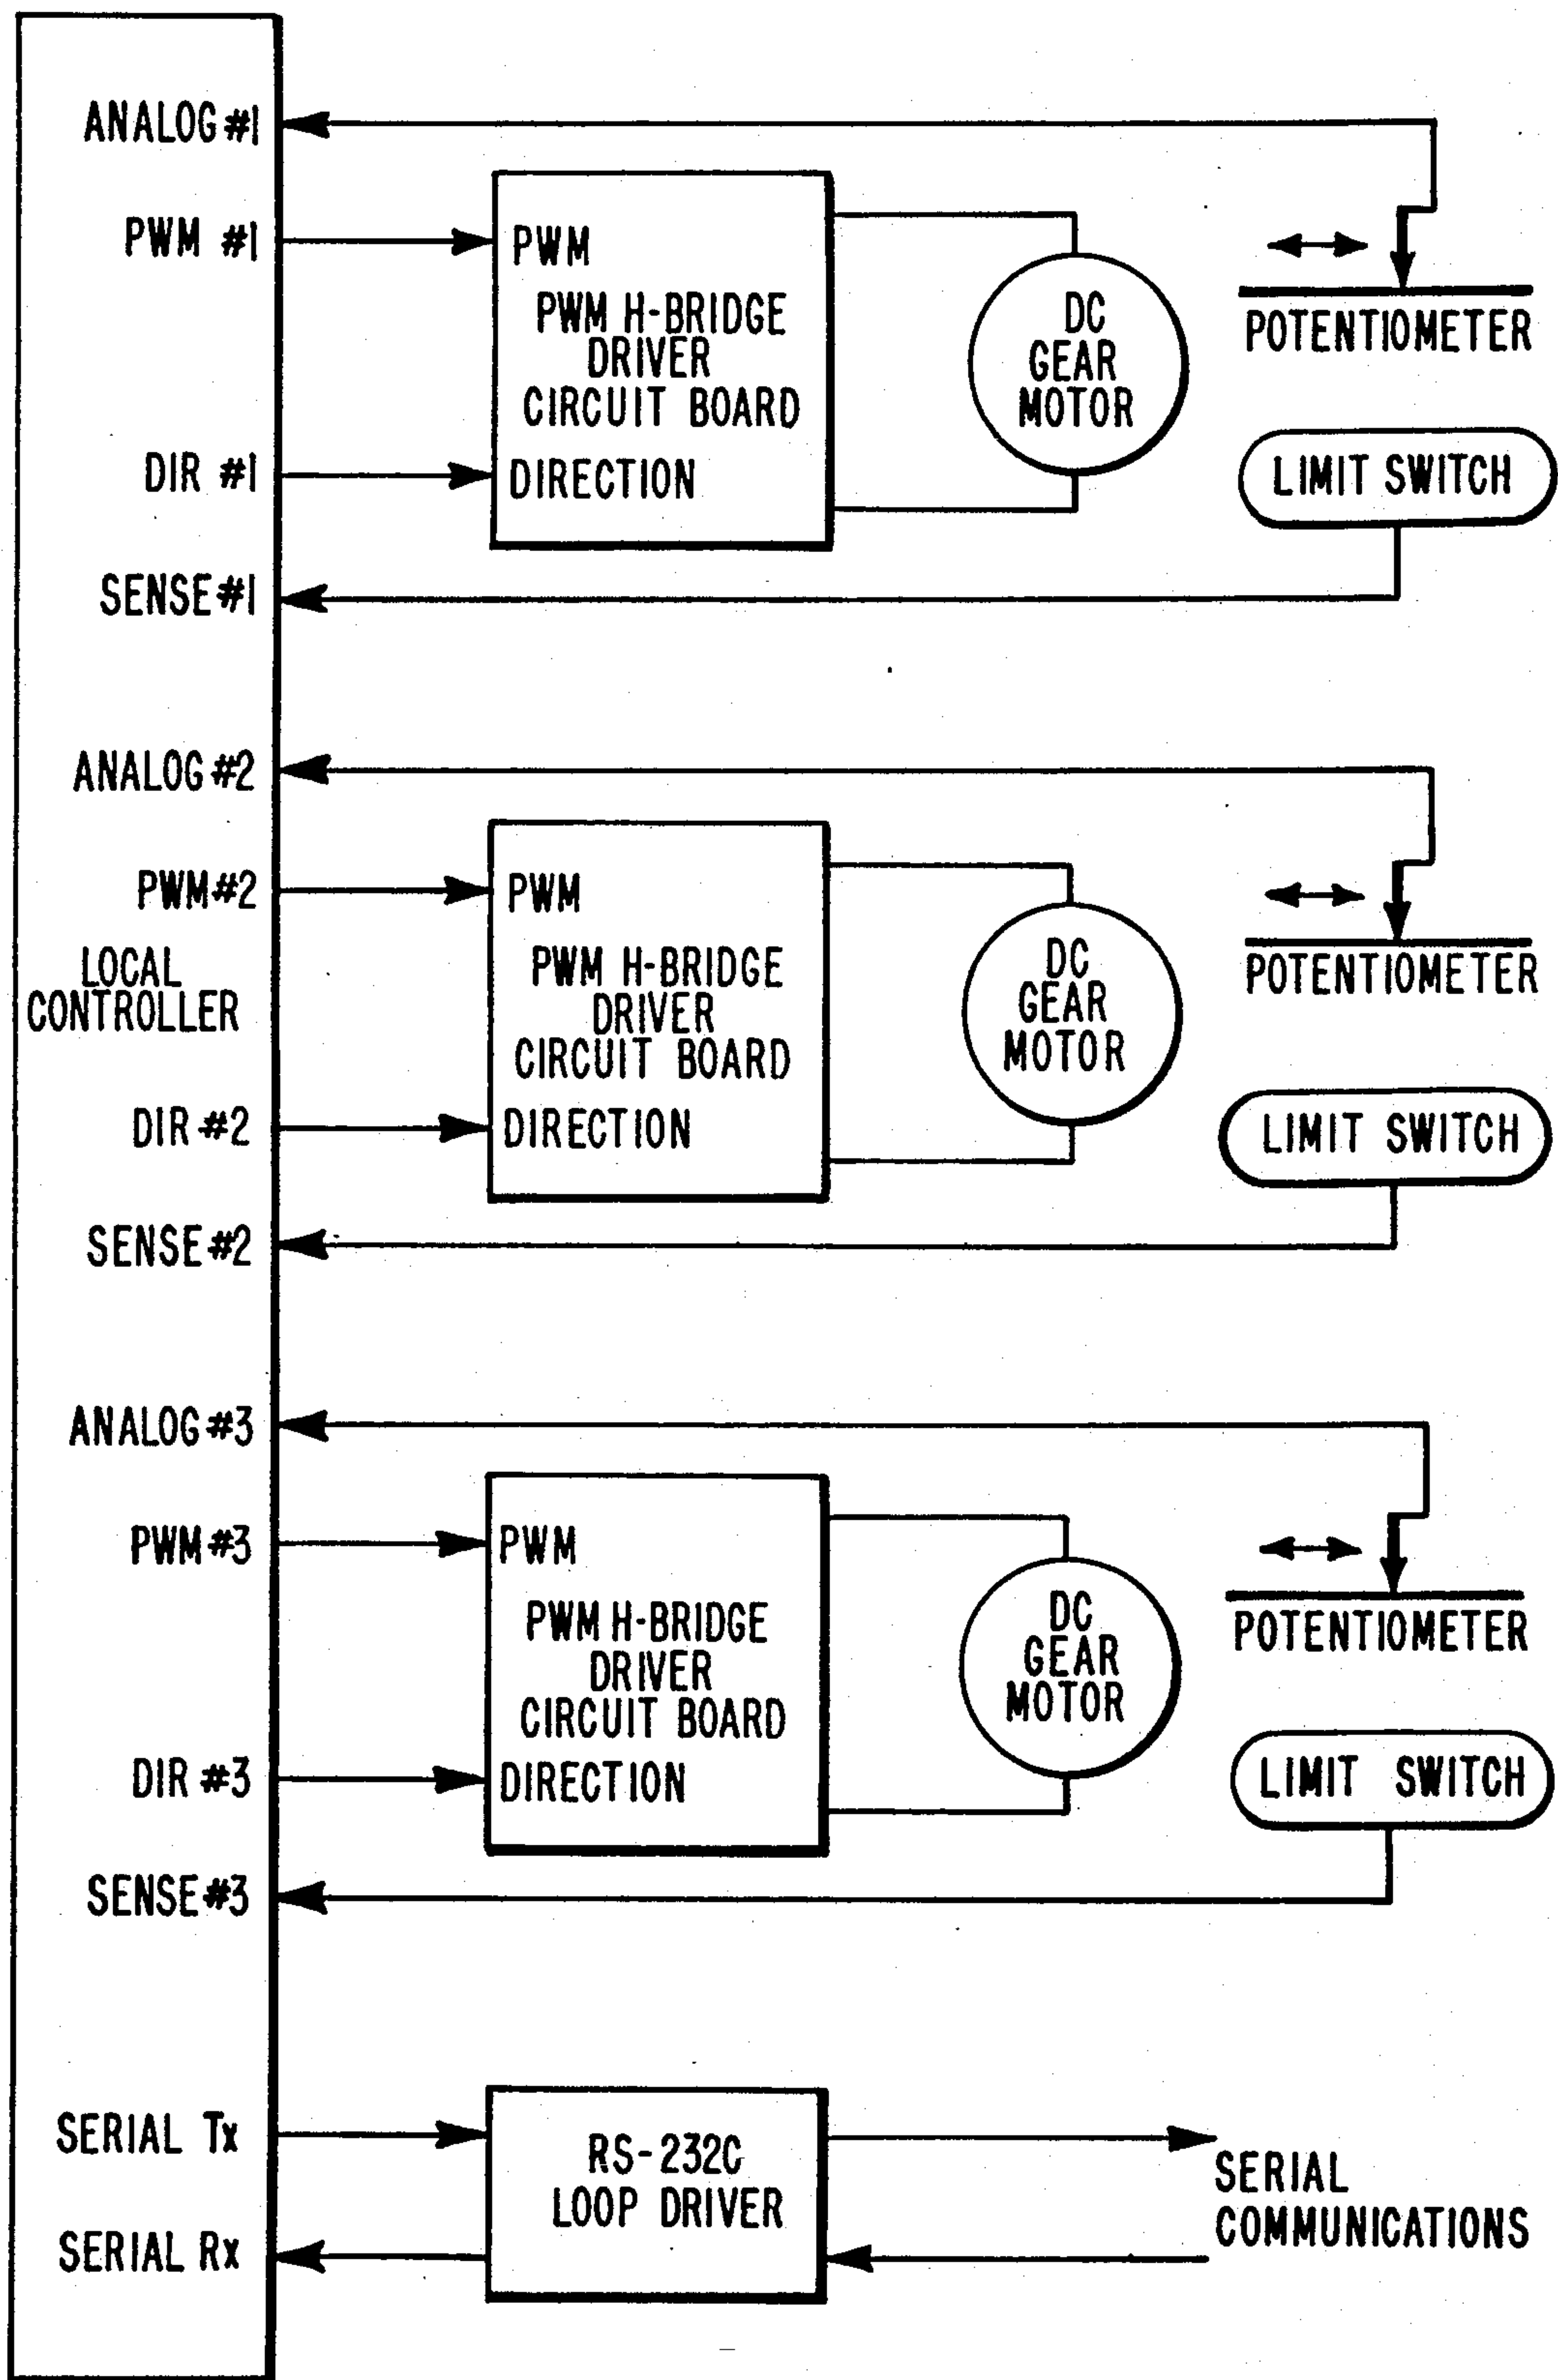 ANALOG #1
PWM #1
PWM
PWM H-BRIDGE
DRIVER
CIRCUIT BOARD
DIR #1
DIRECTION
DC
GEAR
MOTOR
POTENTIOMETER
LIMIT SWITCH
SENSE #1
ANALOG #2
PWM #2
PWM
LOCAL
CONTROLLER
PWM H-BRIDGE
DRIVER
CIRCUIT BOARD
DIR #2
DIRECTION
DC
GEAR
MOTOR
POTENTIOMETER
LIMIT SWITCH
SENSE #2
ANALOG #3
PWM #3
PWM
PWM H-BRIDGE
DRIVER
CIRCUIT BOARD
DIR #3
DIRECTION
DC
GEAR
MOTOR
POTENTIOMETER
LIMIT SWITCH
SENSE #3
SERIAL Tx
SERIAL Rx
RS-232C
LOOP DRIVER
SERIAL
COMMUNICATIONS